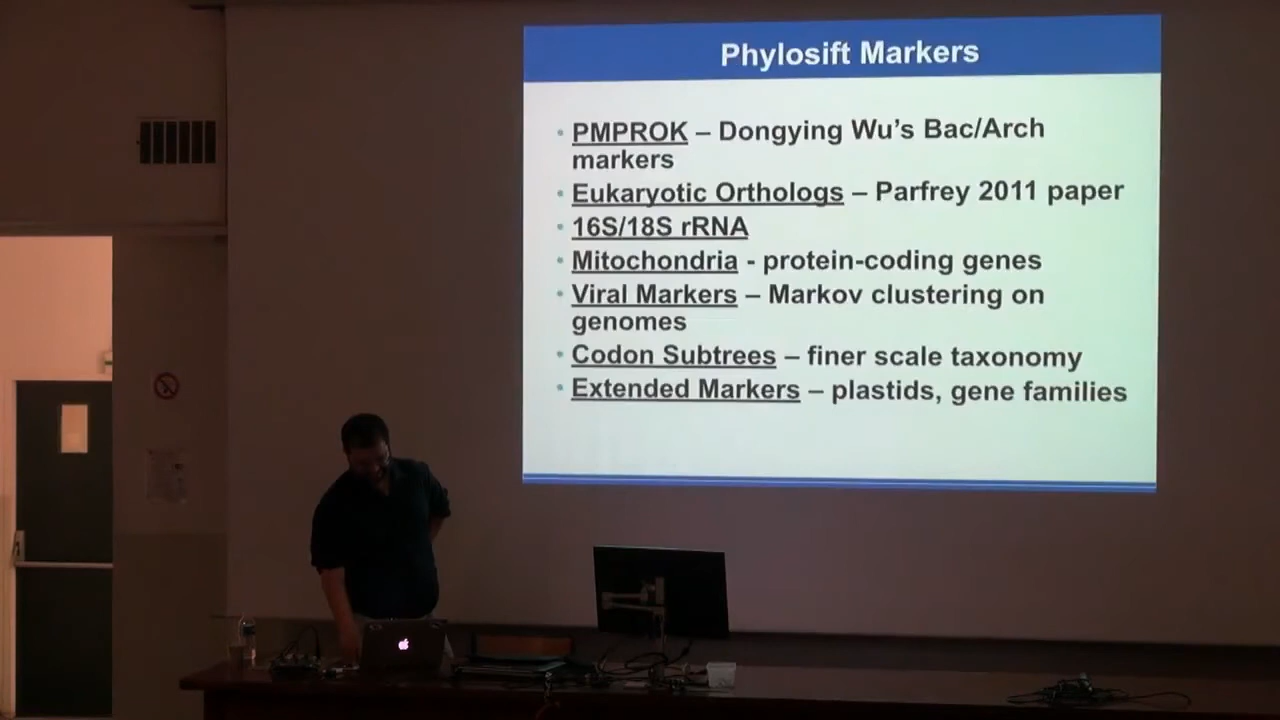 Phylosift Markers
• PMPROK – Dongying Wu's Bac/Arch
markers
• Eukaryotic Orthologs – Parfrey 2011 paper
• 16S/18S rRNA
• Mitochondria - protein-coding genes
• Viral Markers – Markov clustering on
genomes
• Codon Subtrees – finer scale taxonomy
• Extended Markers – plastids, gene families